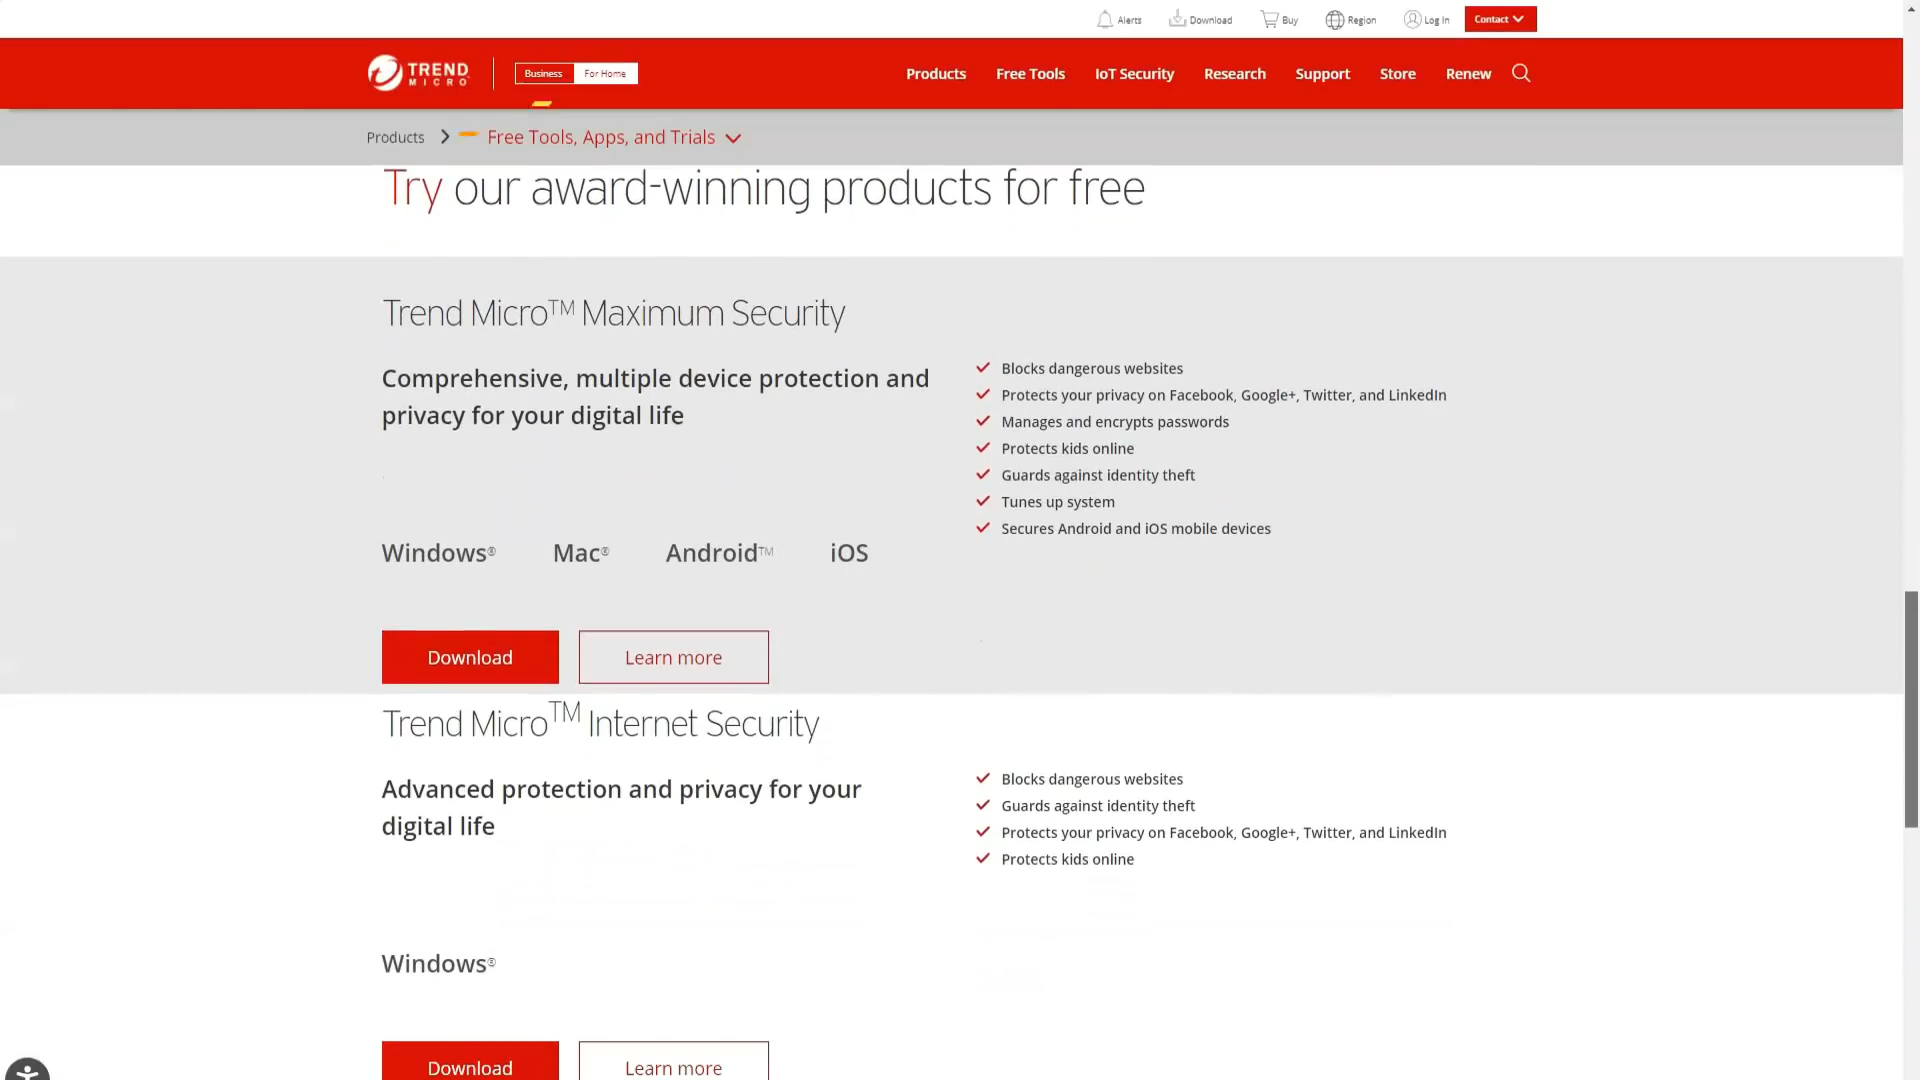 Alerts Download Buy Region Log In Contact
TREND MICRO Business For Home Products Free Tools IoT Security Research Support Store Renew
Products Free Tools, Apps, and Trials
Try our award-winning products for free
Trend Micro™ Maximum Security
Comprehensive, multiple device protection and
privacy for your digital life
Windows® Mac® Android™ iOS
Download Learn more
Blocks dangerous websites
Protects your privacy on Facebook, Google+, Twitter, and LinkedIn
Manages and encrypts passwords
Protects kids online
Guards against identity theft
Tunes up system
Secures Android and iOS mobile devices
Trend Micro™ Internet Security
Advanced protection and privacy for your
digital life
Windows®
Download Learn more
Blocks dangerous websites
Guards against identity theft
Protects your privacy on Facebook, Google+, Twitter, and LinkedIn
Protects kids online